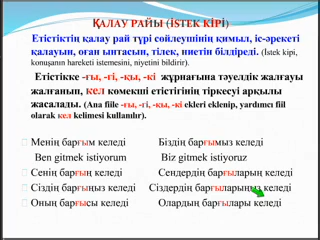 ҚАЛАУ РАЙЫ (İSTEK KİPİ)
Етістіктің қалау рай түрі сөйлеушінің қимыл, іс-әрекеті
қалауын, оған ынтасын, тілек, ниетін білдіреді. (İstek kipi,
konuşanın hareketi istemesini, niyetini bildirir).
Етістікке -ғы, -гі, -қы, -кі жұрнағына тәуелдік жалғауы
жалғанып, кел көмекші етістігінің тіркесуі арқылы
жасалады. (Ana fiile -ғы, -гі, -қы, -кі ekleri eklenip, yardımcı fiil
olarak кел kelimesi kullanılır).
Менің барғым келеді Біздің барғымыз келеді
Ben gitmek istiyorum Biz gitmek istiyoruz
Сенің барғың келеді Сендердің барғыларың келеді
Сіздің барғыңыз келеді Сіздердің барғыларыңыз келеді
Оның барғысы келеді Олардың барғылары келеді